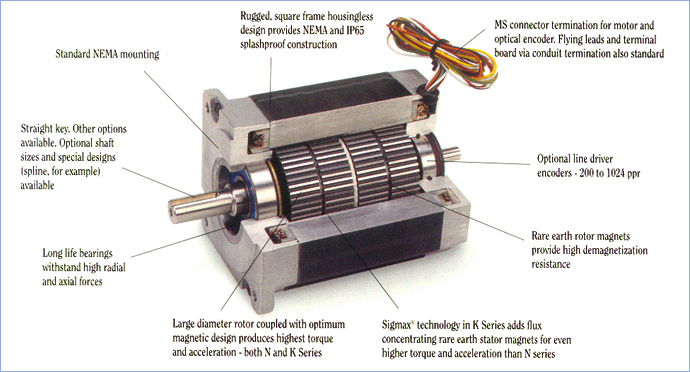 Rugged, square frame housingless
design provides NEMA and IP65
splashproof construction
MS connector termination for motor and
optical encoder. Flying leads and terminal
board via conduit termination also standard
Standard NEMA mounting
Straight key. Other options
available. Optional shaft
sizes and special designs
(spline, for example)
available
Optional line driver
encoders - 200 to 1024 ppr
Rare earth rotor magnets
provide high demagnetization
resistance
Long life bearings
withstand high radial
and axial forces
Large diameter rotor coupled with optimum
magnetic design produces highest torque
and acceleration - both N and K Series
Sigmax® technology in K Series adds flux
concentrating rare earth stator magnets for even
higher torque and acceleration than N series